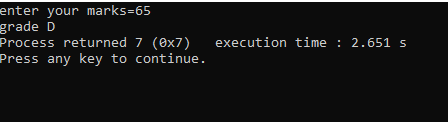 enter your marks=65
grade D
Process returned 7 (0x7)   execution time : 2.651 s
Press any key to continue.